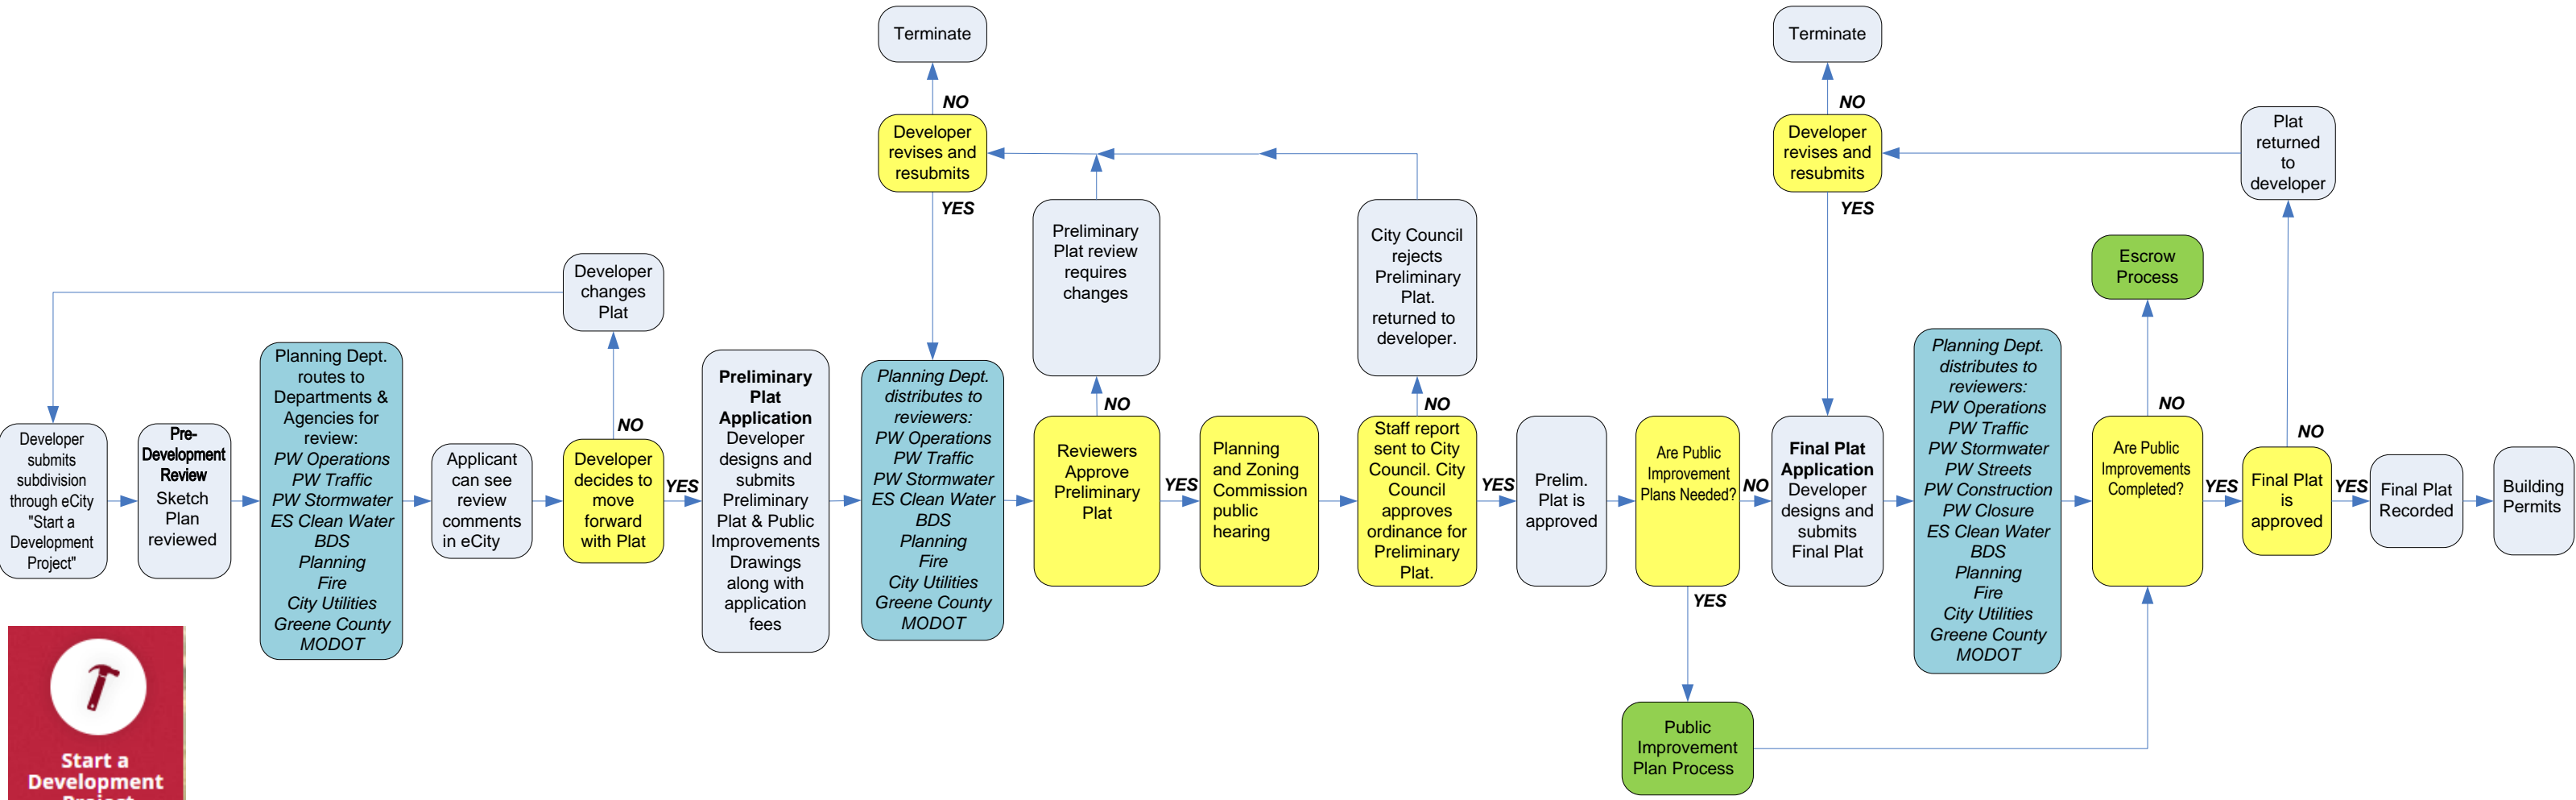 Developer
submits
subdivision
through eCity
"Start a
Development
Project"
Pre-
Development
Review
Sketch
Plan
reviewed
Planning Dept.
routes to
Departments &
Agencies for
review:
PW Operations
PW Traffic
PW Stormwater
ES Clean Water
BDS
Planning
Fire
City Utilities
Greene County
MODOT
Applicant
can see
review
comments
in eCity
Developer
changes
Plat
NO
Developer
decides to
move
forward
with Plat
YES
Preliminary
Plat
Application
Developer
designs and
submits
Preliminary
Plat & Public
Improvements
Drawings
along with
application
fees
Terminate
NO
Developer
revises and
resubmits
YES
Planning Dept.
distributes to
reviewers:
PW Operations
PW Traffic
PW Stormwater
ES Clean Water
BDS
Planning
Fire
City Utilities
Greene County
MODOT
Preliminary
Plat review
requires
changes
NO
Reviewers
Approve
Preliminary
Plat
YES
Planning
and Zoning
Commission
public
hearing
City Council
rejects
Preliminary
Plat.
returned to
developer.
NO
Staff report
sent to City
Council. City
Council
approves
ordinance for
Preliminary
Plat.
YES
Prelim.
Plat is
approved
Are Public
Improvement
Plans Needed?
NO
YES
Public
Improvement
Plan Process
Terminate
NO
Developer
revises and
resubmits
YES
Final Plat
Application
Developer
designs and
submits
Final Plat
Planning Dept.
distributes to
reviewers:
PW Operations
PW Traffic
PW Stormwater
PW Streets
PW Construction
PW Closure
ES Clean Water
BDS
Planning
Fire
City Utilities
Greene County
MODOT
Escrow
Process
NO
Are Public
Improvements
Completed?
YES
Plat
returned
to
developer
NO
Final Plat
is
approved
YES
Final Plat
Recorded
Building
Permits
Start a
Development
Project